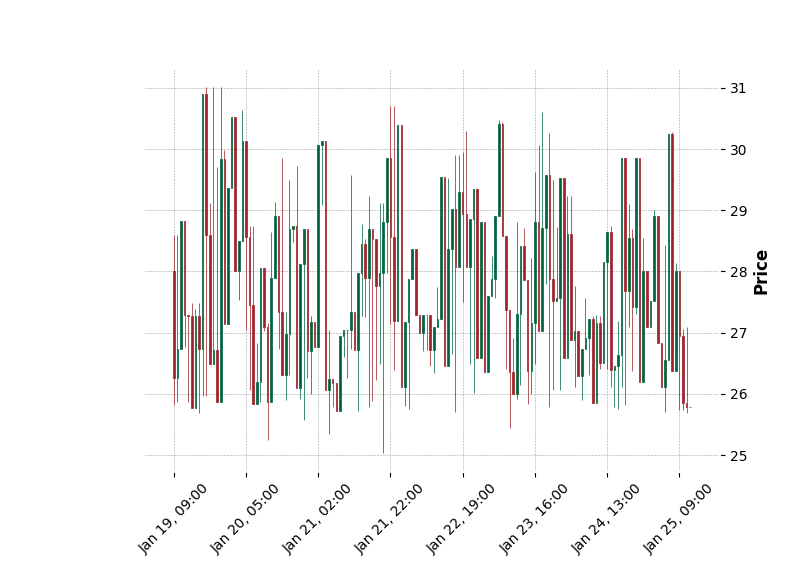 31
30
29
28
27
26
25
Price
Jan 19, 09:00
Jan 20, 05:00
Jan 21, 02:00
Jan 21, 22:00
Jan 22, 19:00
Jan 23, 16:00
Jan 24, 13:00
Jan 25, 09:00